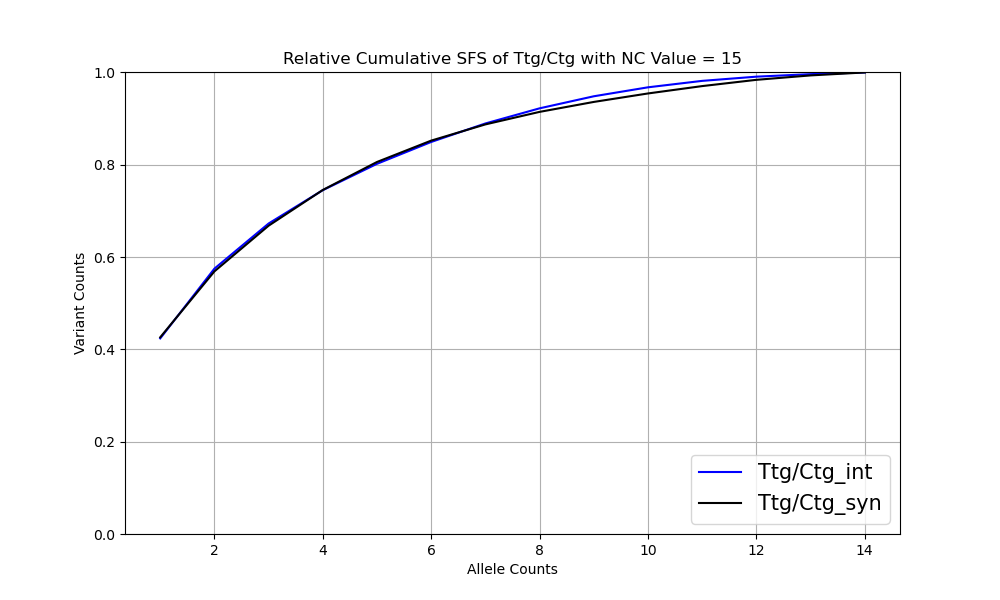 Relative Cumulative SFS of Ttg/Ctg with NC Value = 15
1.0
0.8
0.6
0.4
0.2
0.0
Variant Counts
2 4 6 8 10 12 14
Allele Counts
Ttg/Ctg_int
Ttg/Ctg_syn